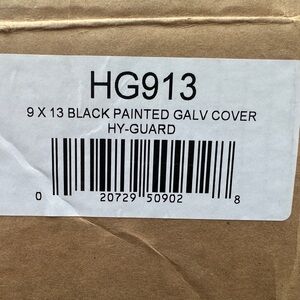 HG913
9 X 13 BLACK PAINTED GALV COVER
HY-GUARD
0 20729 50902 8